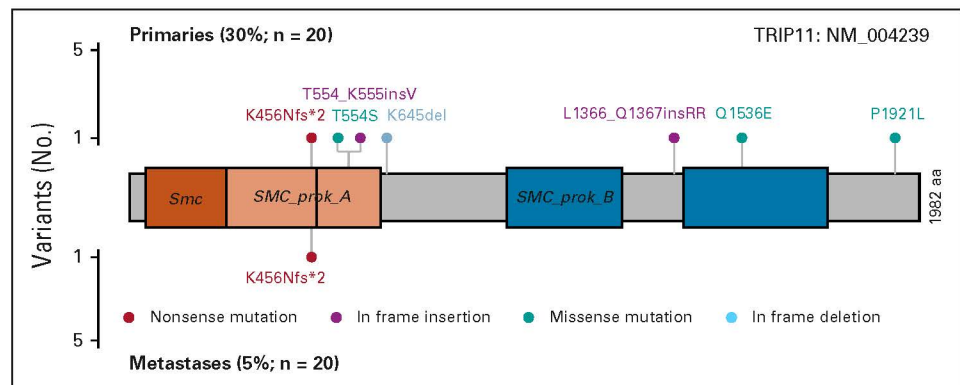 Primaries (30%; n = 20)
TRIP11: NM_004239
5
T554_K555insV
K456Nfs*2 T554S K645del
L1366_Q1367insRR Q1536E
P1921L
1
Variants (No.)
Smc
SMC_prok_A
SMC_prok_B
1982 aa
1
K456Nfs*2
Nonsense mutation
In frame insertion
Missense mutation
In frame deletion
5
Metastases (5%; n = 20)